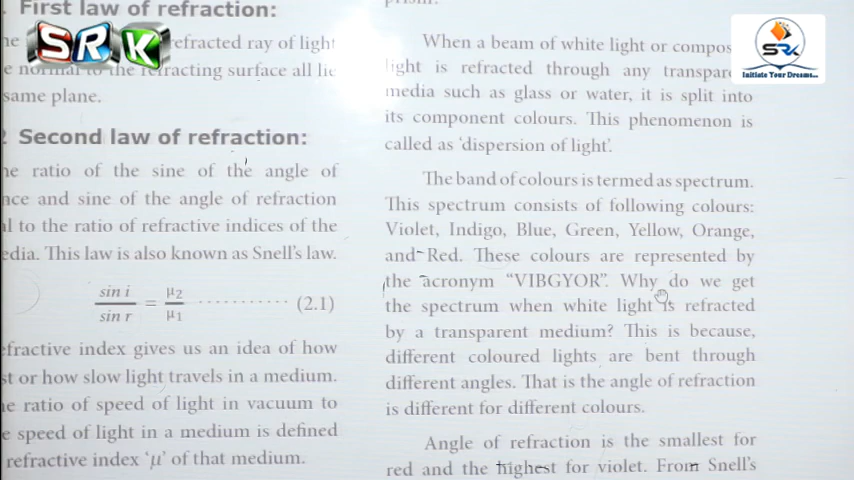 First law of refraction:
refracted ray of light
normal to the refracting surface all lie
same plane.
Second law of refraction:
ratio of the sine of the angle of
and sine of the angle of refraction
to the ratio of refractive indices of the
This law is also known as Snell's law.
sin i / sin r = μ2 / μ1 ........... (2.1)
refractive index gives us an idea of how
or how slow light travels in a medium.
ratio of speed of light in vacuum to
speed of light in a medium is defined
refractive index 'μ' of that medium.
When a beam of white light or
light is refracted through any
media such as glass or water, it is split into
its component colours. This phenomenon is
called as 'dispersion of light'.
The band of colours is termed as spectrum.
This spectrum consists of following colours:
Violet, Indigo, Blue, Green, Yellow, Orange,
and Red. These colours are represented by
the acronym "VIBGYOR". Why do we get
the spectrum when white light is refracted
by a transparent medium? This is because,
different coloured lights are bent through
different angles. That is the angle of refraction
is different for different colours.
Angle of refraction is the smallest for
red and the highest for violet. From Snell's
SRK
SRK
Initiate Your Dreams...